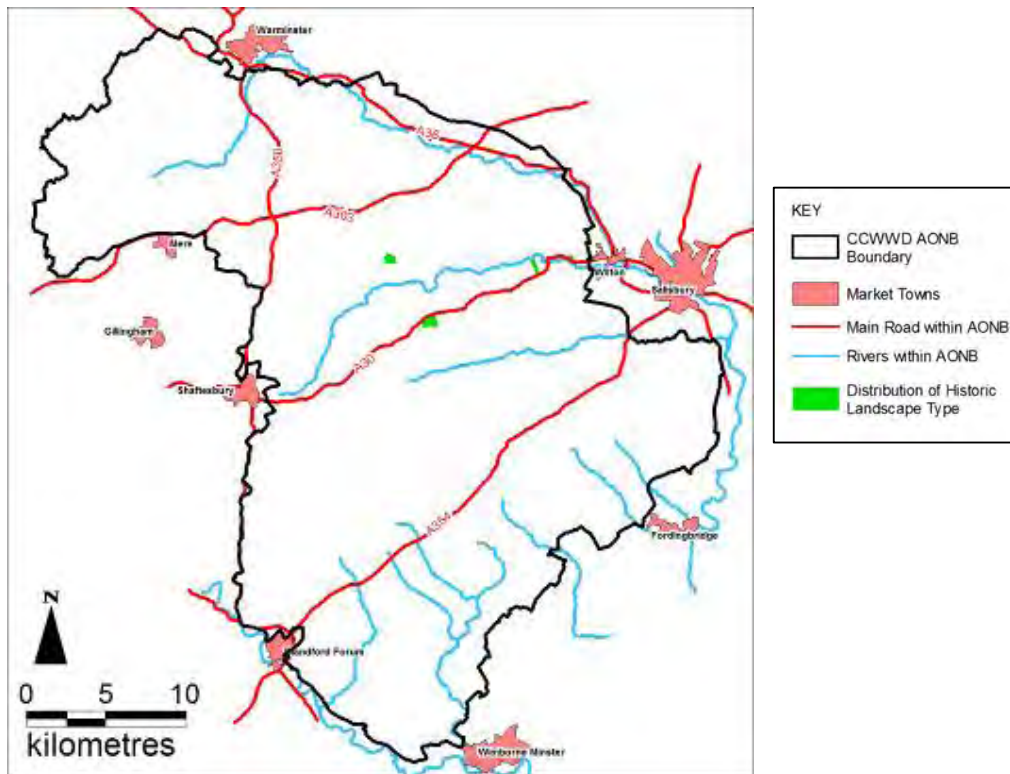 Warminster
A36
A350
A303
Mere
Wilton
Salisbury
Gillingham
A30
Shaftesbury
A354
Fordingbridge
N
Blandford Forum
0 5 10
kilometres
Wimborne Minster
KEY
CCWWD AONB
Boundary
Market Towns
Main Road within AONB
Rivers within AONB
Distribution of Historic
Landscape Type